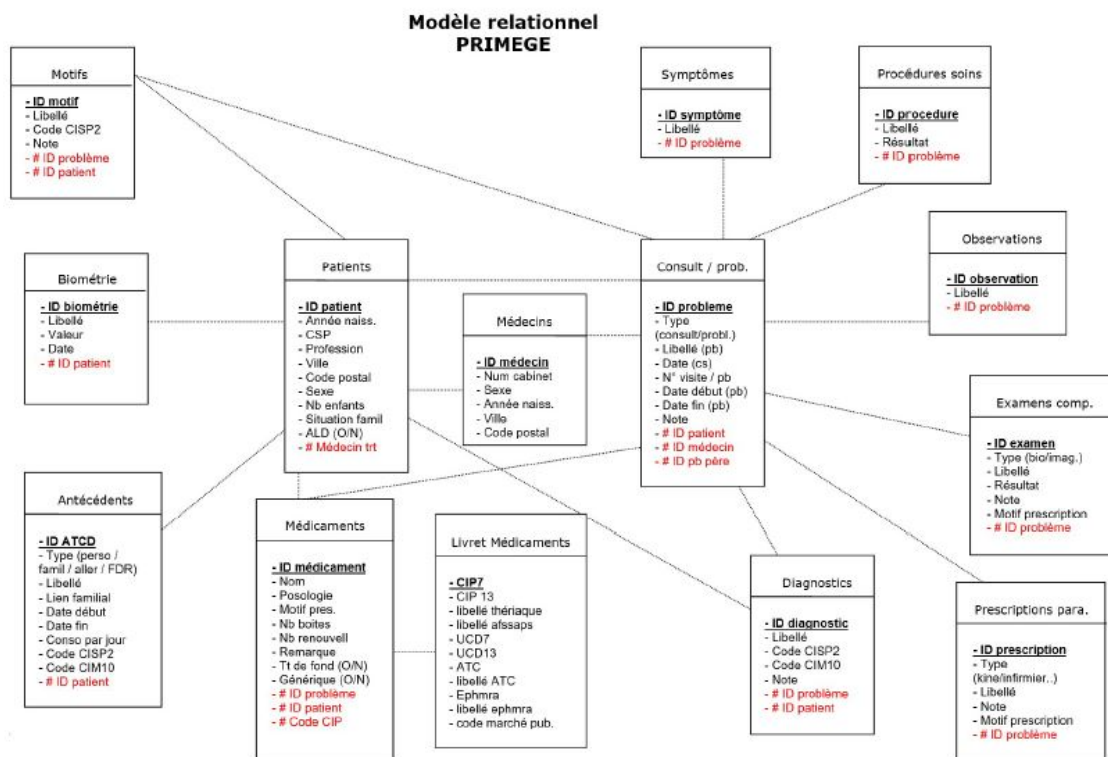 Modèle relationnel
PRIMEGE
Motifs
- ID motif
- Libellé
- Code CISP2
- Note
- # ID problème
- # ID patient
Symptômes
- ID symptôme
- Libellé
- # ID problème
Procédures soins
- ID procedure
- Libellé
- Résultat
- # ID problème
Biométrie
- ID biométrie
- Libellé
- Valeur
- Date
- # ID patient
Patients
- ID patient
- Année naiss.
- CSP
- Profession
- Ville
- Code postal
- Sexe
- Nb enfants
- Situation famil
- ALD (O/N)
- # Médecin trt
Médecins
- ID médecin
- Num cabinet
- Sexe
- Année naiss.
- Ville
- Code postal
Consult / prob.
- ID probleme
- Type
(consult/probl.)
- Libellé (pb)
- Date (cs)
- N° visite / pb
- Date début (pb)
- Date fin (pb)
- Note
- # ID patient
- # ID médecin
- # ID pb père
Observations
- ID observation
- Libellé
- # ID problème
Examens comp.
- ID examen
- Type (bio/imag.)
- Libellé
- Résultat
- Note
- Motif prescription
- # ID problème
Antécédents
- ID ATCD
- Type (perso /
famil / aller / FDR)
- Libellé
- Lien familial
- Date début
- Date fin
- Conso par jour
- Code CISP2
- Code CIM10
- # ID patient
Médicaments
- ID médicament
- Nom
- Posologie
- Motif pres.
- Nb boites
- Nb renouvell
- Remarque
- Tt de fond (O/N)
- Générique (O/N)
- # ID problème
- # ID patient
- # Code CIP
Livret Médicaments
- CIP7
- CIP 13
- libellé thériaque
- libellé afssaps
- UCD7
- UCD13
- ATC
- libellé ATC
- Ephmra
- libellé ephmra
- code marché pub.
Diagnostics
- ID diagnostic
- Libellé
- Code CISP2
- Code CIM10
- Note
- # ID problème
- # ID patient
Prescriptions para.
- ID prescription
- Type
(kine/infirmier..)
- Libellé
- Note
- Motif prescription
- # ID problème